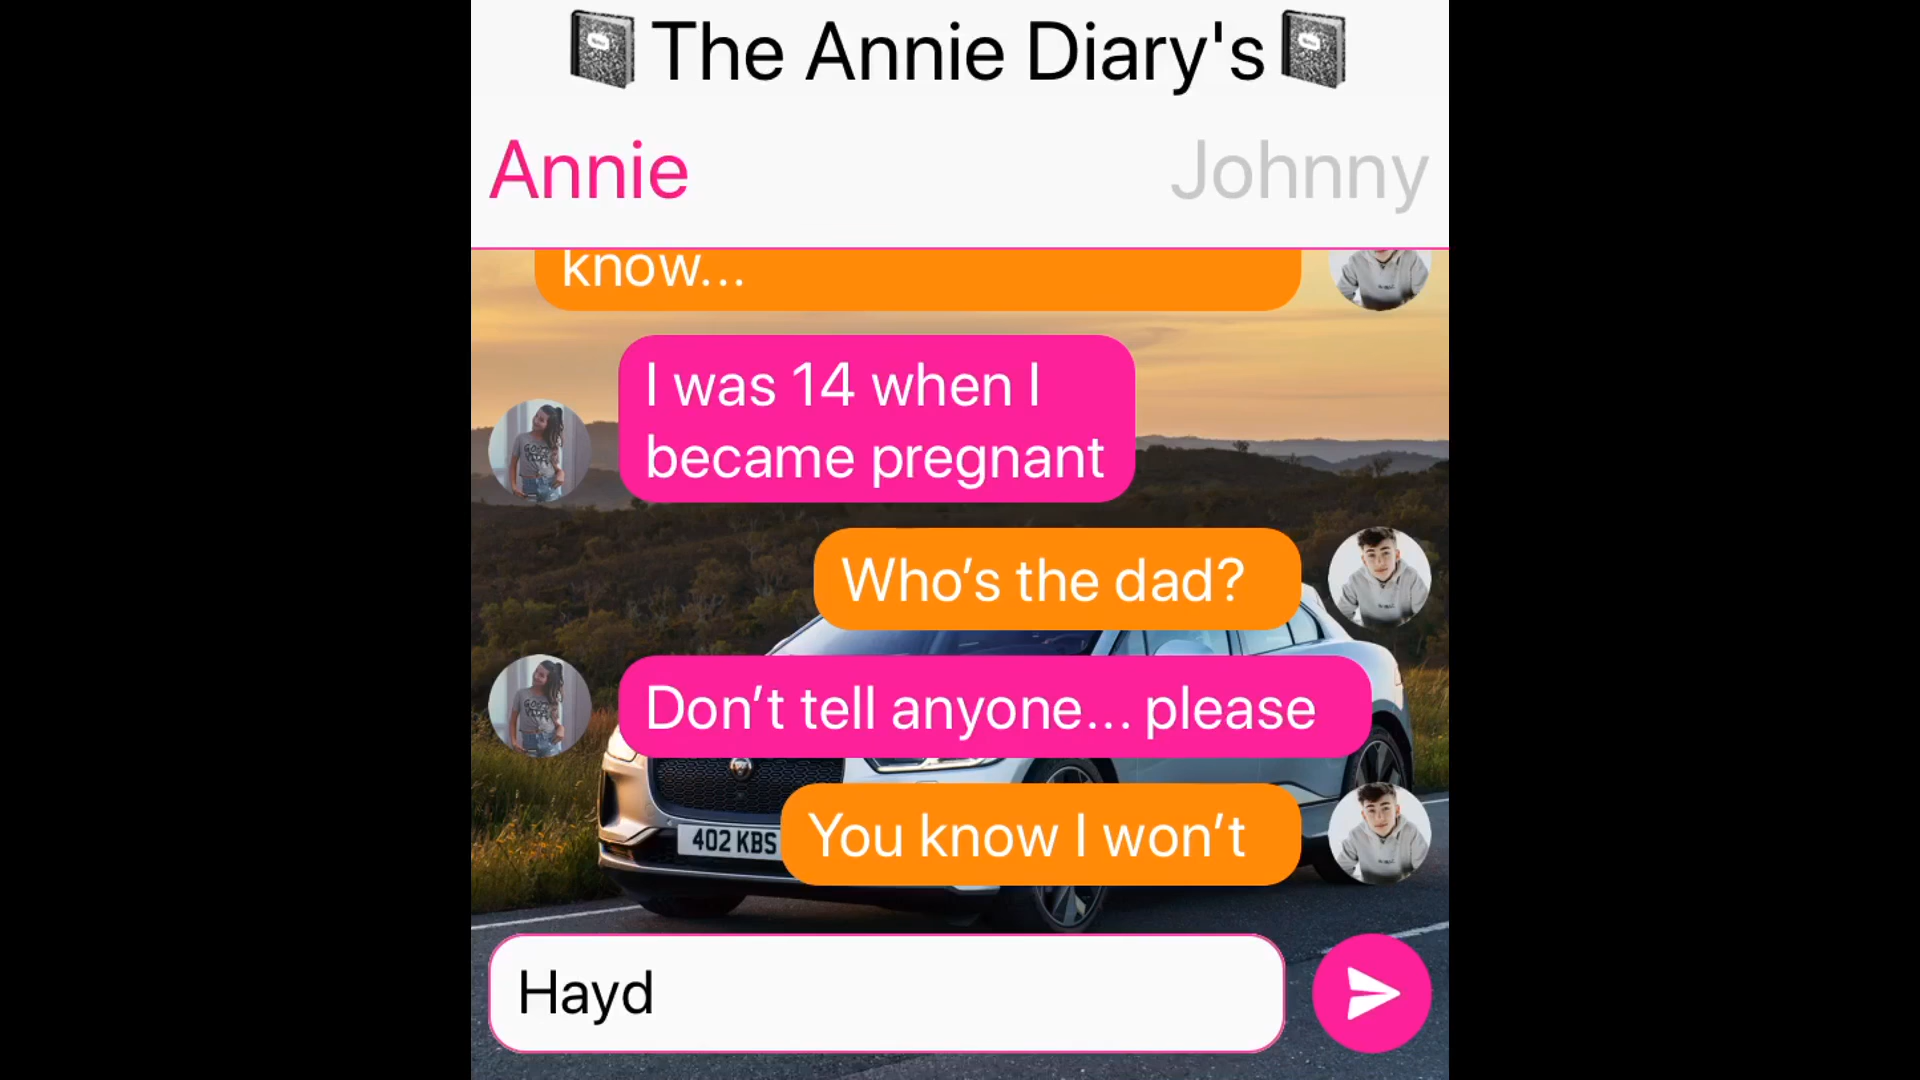 The Annie Diary's
Annie
Johnny
know...
I was 14 when I
became pregnant
Who’s the dad?
Don’t tell anyone... please
You know I won’t
402 KBS
Hayd